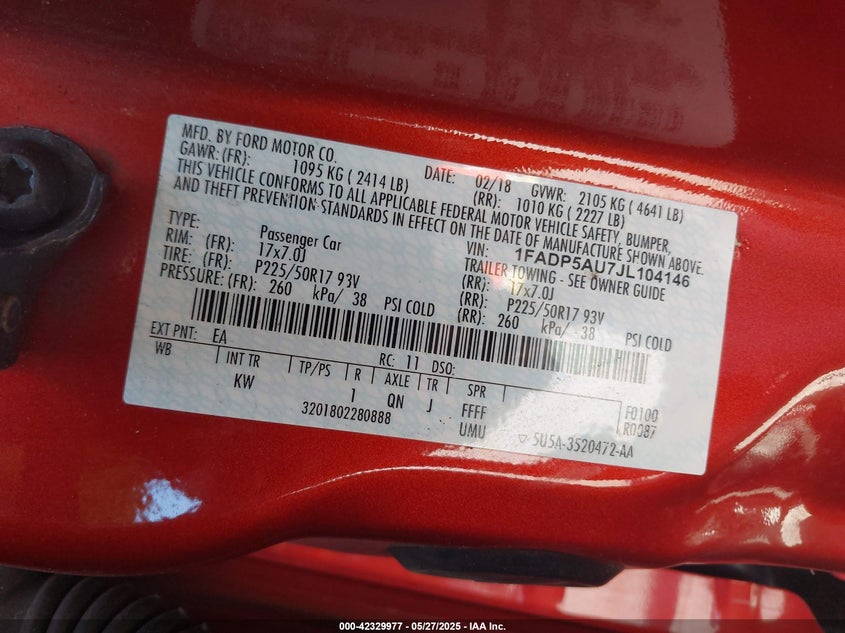 MFD. BY FORD MOTOR CO. DATE: 02/18 GVWR: 2105 KG ( 4641 LB)
GAWR: (FR): 1095 KG ( 2414 LB) (RR): 1010 KG ( 2227 LB)
THIS VEHICLE CONFORMS TO ALL APPLICABLE FEDERAL MOTOR VEHICLE SAFETY, BUMPER,
AND THEFT PREVENTION STANDARDS IN EFFECT ON THE DATE OF MANUFACTURE SHOWN ABOVE.
VIN: 1FADP5AU7JL104146
TYPE: Passenger Car TRAILER TOWING - SEE OWNER GUIDE
RIM: (FR): 17x7.0J (RR): 17x7.0J
TIRE: (FR): P225/50R17 93V (RR): P225/50R17 93V
PRESSURE: (FR): 260 kPa/ 38 PSI COLD (RR): 260 kPa/ 38 PSI COLD
EXT PNT: EA RC: 11 DSO:
WB INT TR TP/PS R AXLE TR SPR
KW 1 QN J FFFF F0100
3201802280888 UMU R0087
▽ 5U5A-3520472-AA
000-42329977 — 05/27/2025 — IAA Inc.